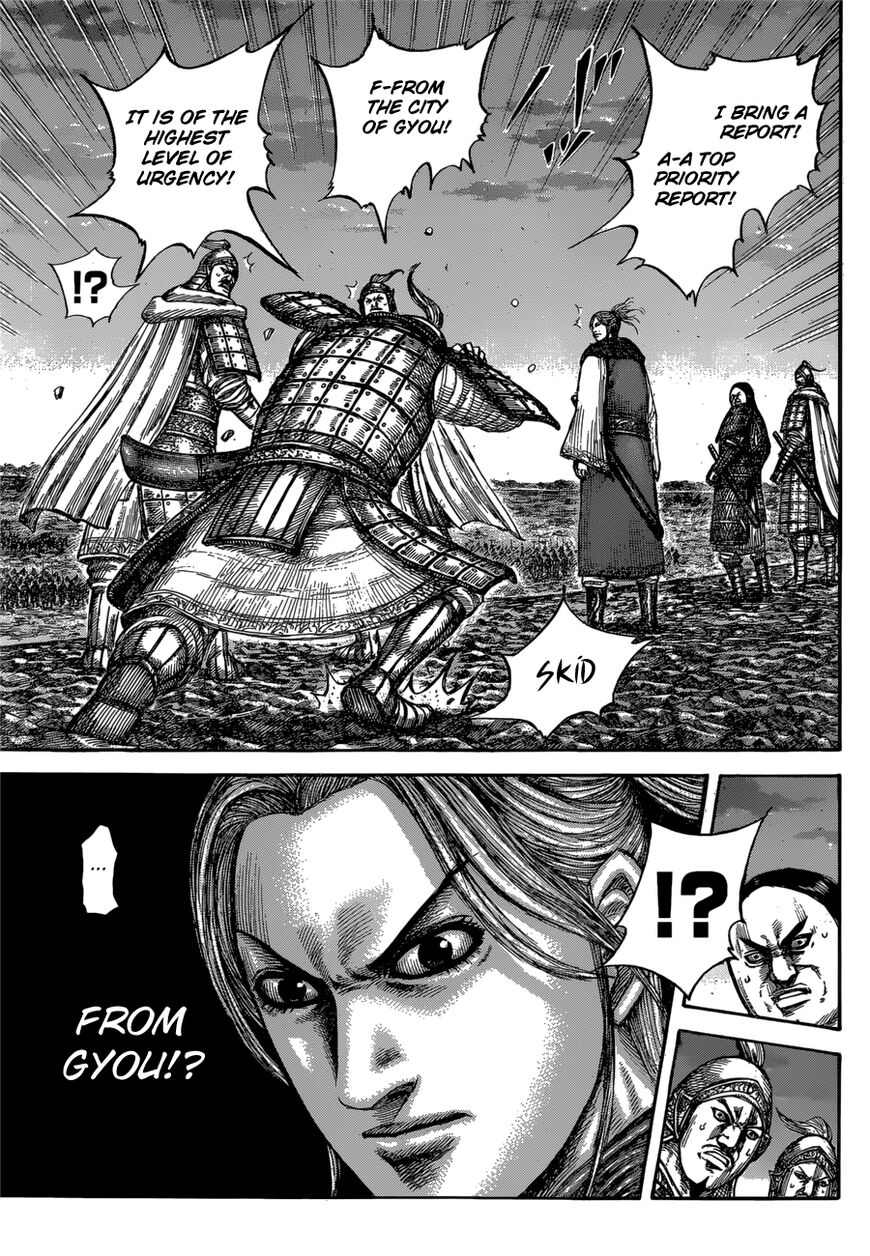 I BRING A
REPORT!
A-A TOP
PRIORITY
REPORT!
F-FROM
THE CITY
OF GYOU!
IT IS OF THE
HIGHEST
LEVEL OF
URGENCY!
!?
SKID
!?
...
FROM
GYOU!?